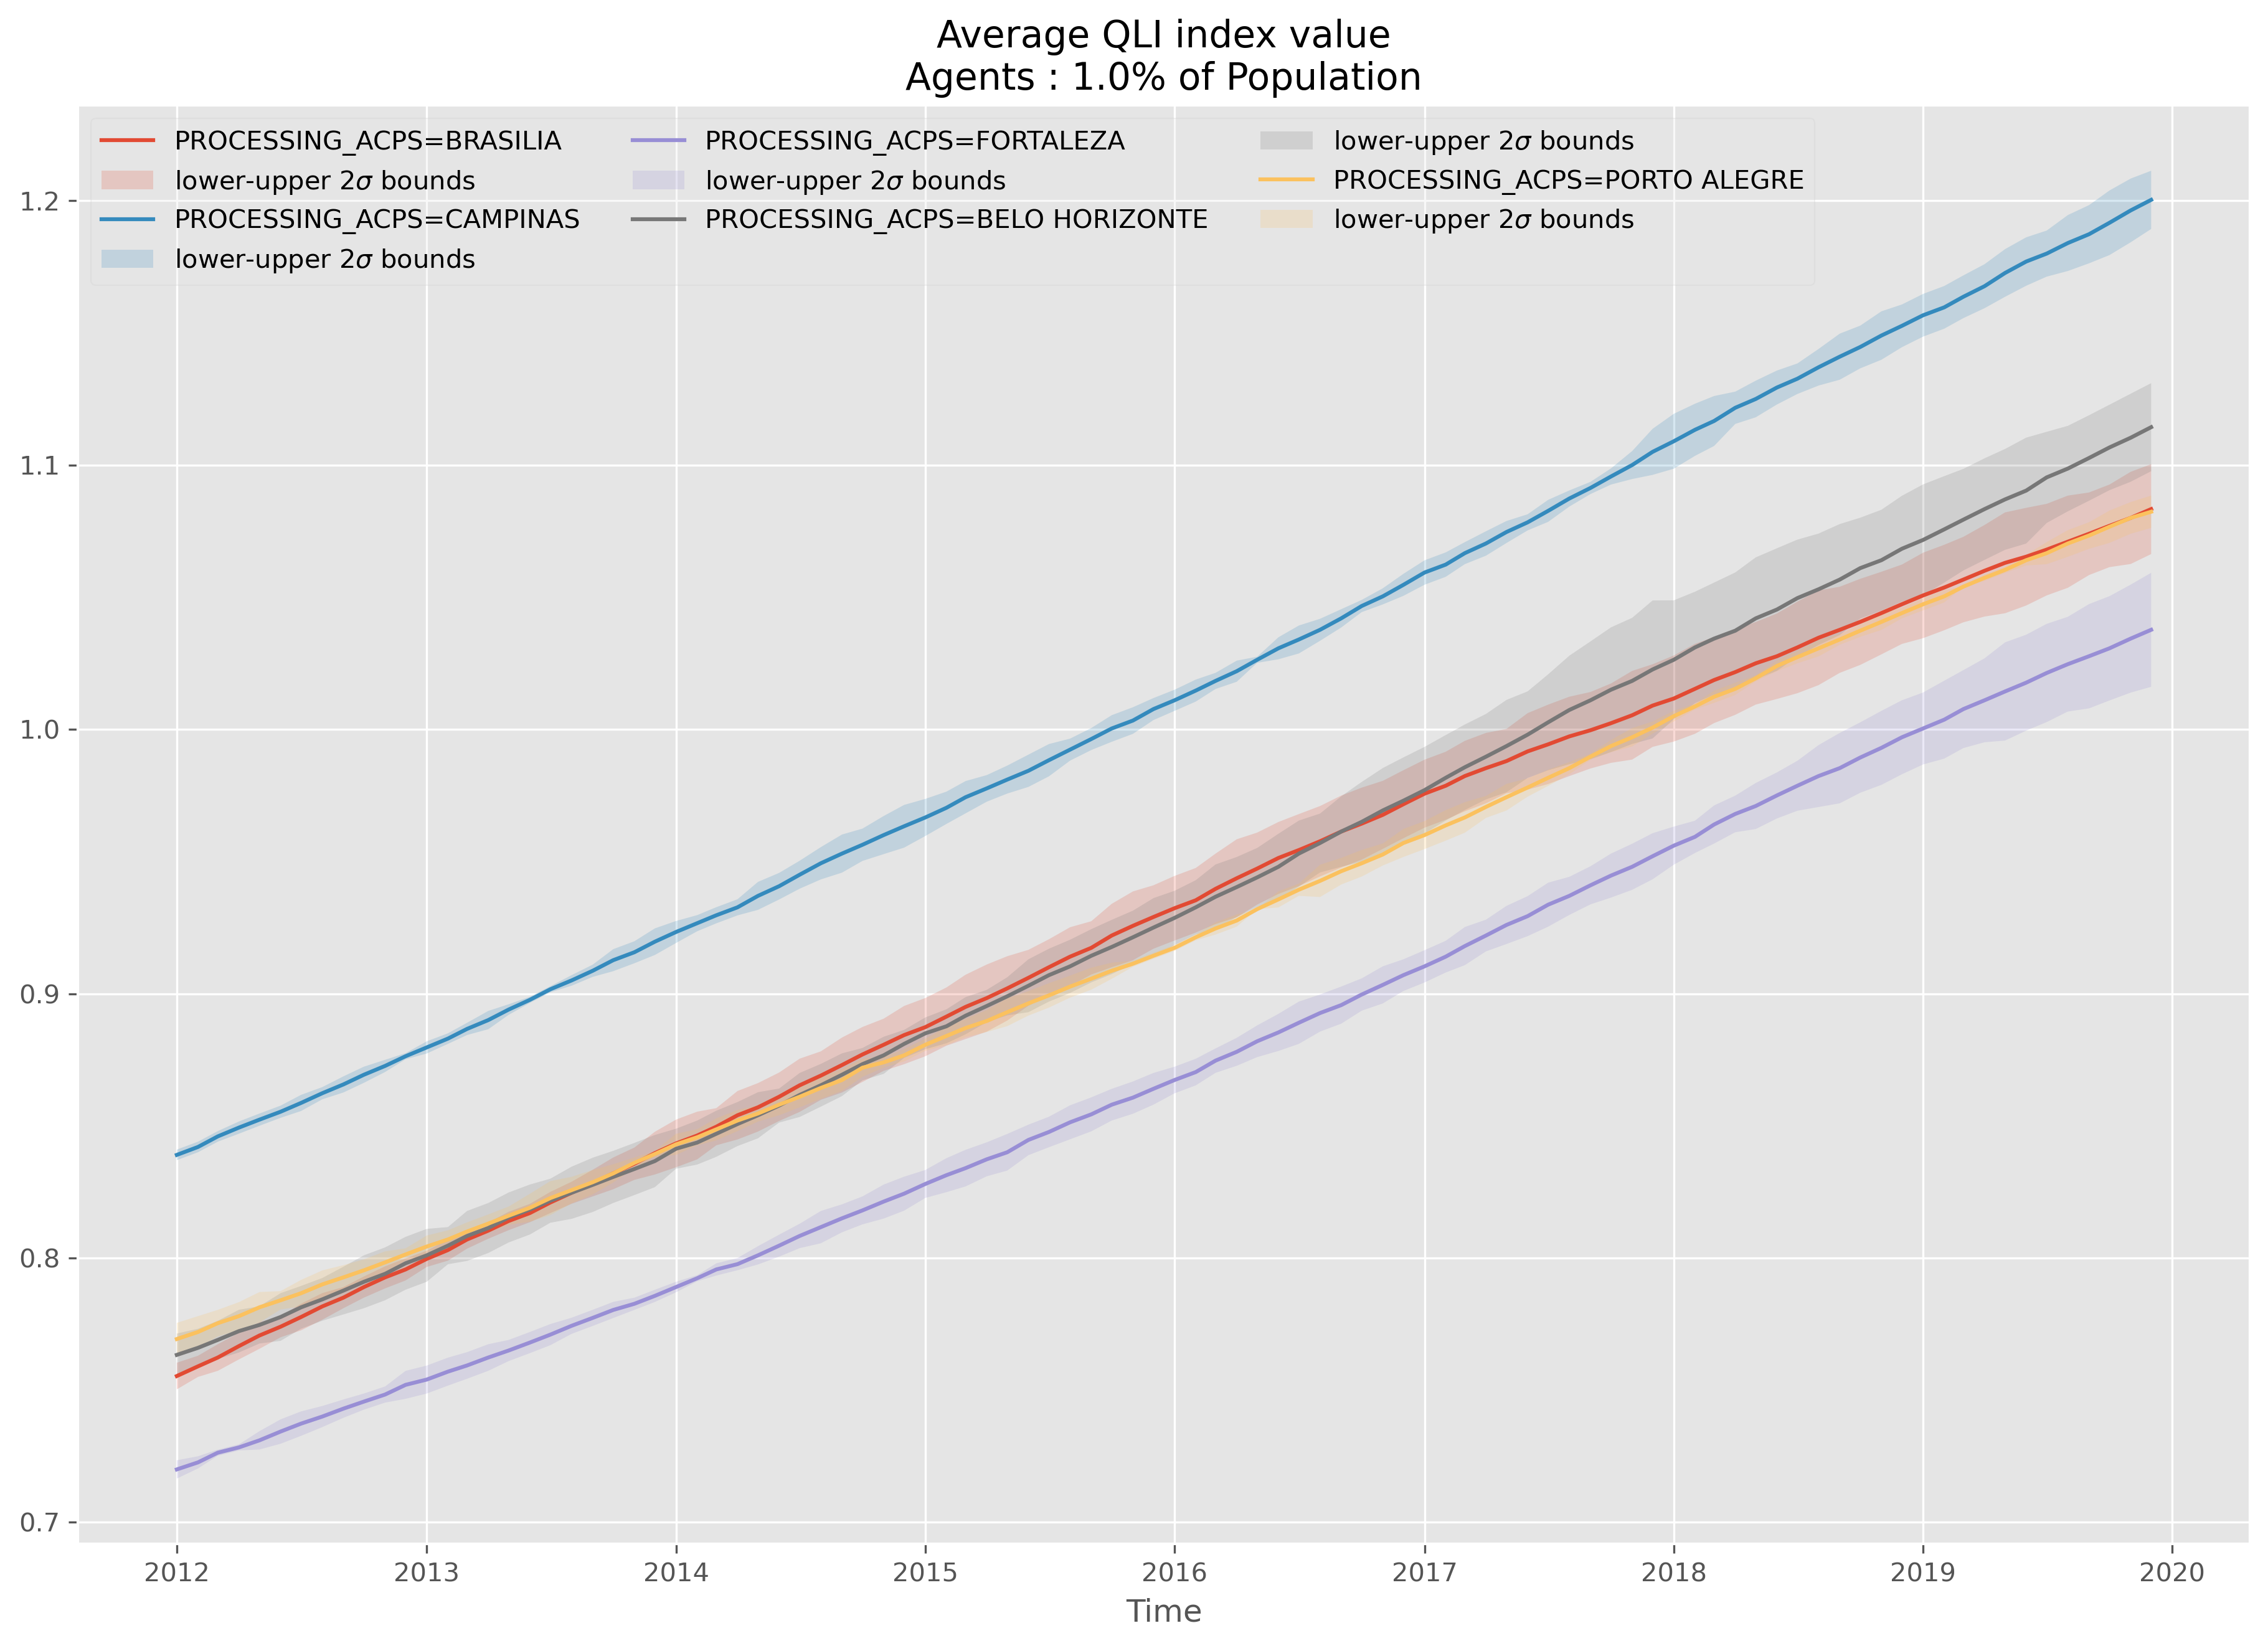 Average QLI index value
Agents : 1.0% of Population
PROCESSING_ACPS=BRASILIA
lower-upper 2σ bounds
PROCESSING_ACPS=CAMPINAS
lower-upper 2σ bounds
PROCESSING_ACPS=FORTALEZA
lower-upper 2σ bounds
PROCESSING_ACPS=BELO HORIZONTE
lower-upper 2σ bounds
PROCESSING_ACPS=PORTO ALEGRE
lower-upper 2σ bounds
1.2
1.1
1.0
0.9
0.8
0.7
2012 2013 2014 2015 2016 2017 2018 2019 2020
Time